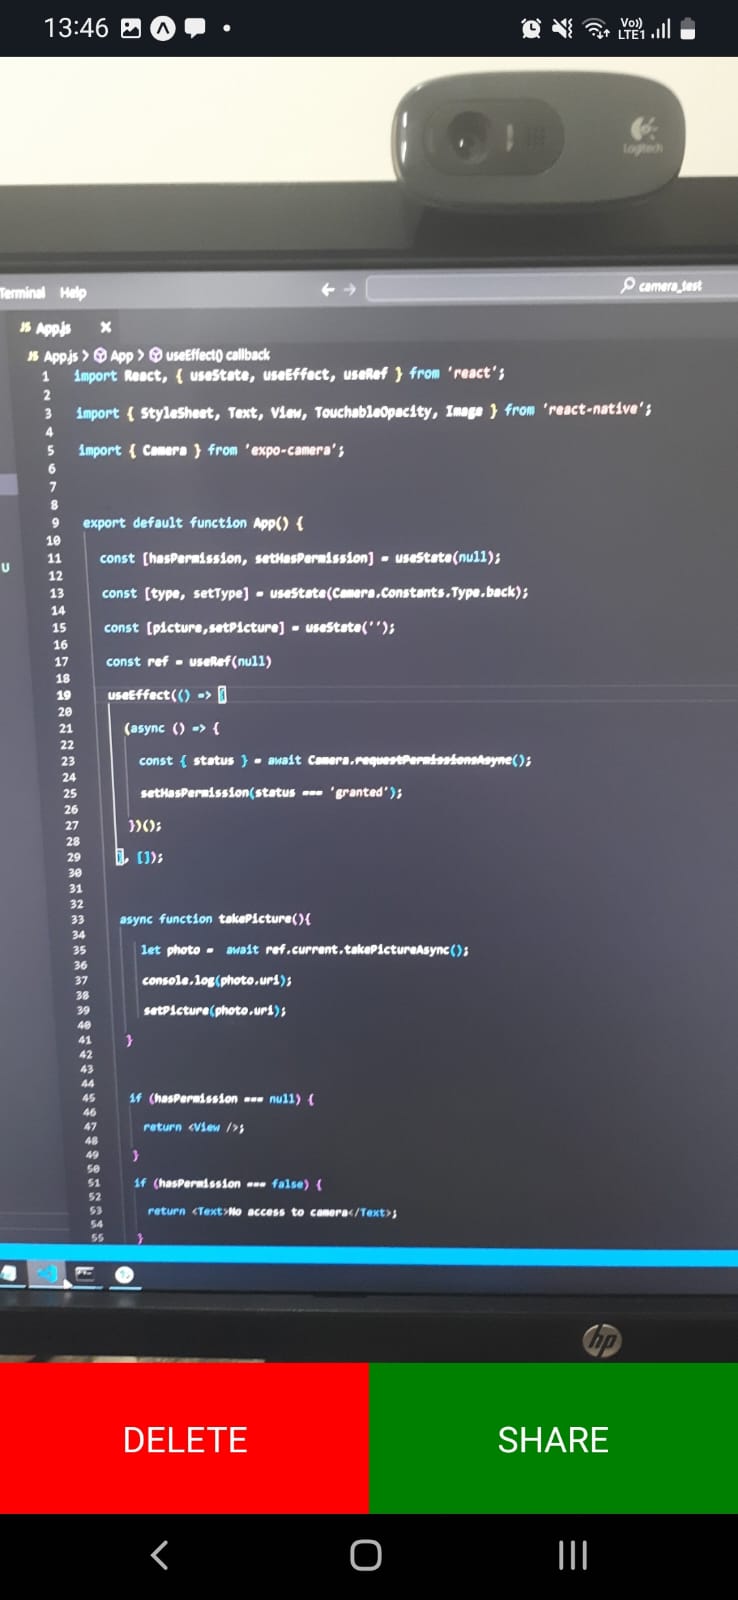 13:46
Vo))
LTE1
Logitech
Terminal Help
camera_test
JS App.js
JS App.js > App > useEffect() callback
1 import React, { useState, useEffect, useRef } from 'react';
2
3 import { StyleSheet, Text, View, TouchableOpacity, Image } from 'react-native';
4
5 import { Camera } from 'expo-camera';
6
7
8
9 export default function App() {
10
11 const [hasPermission, setHasPermission] = useState(null);
12
13 const [type, setType] = useState(Camera.Constants.Type.back);
14
15 const [picture,setPicture] = useState('');
16
17 const ref = useRef(null)
18
19 useEffect(() => {
20
21 (async () => {
22
23 const { status } = await Camera.requestPermissionsAsync();
24
25 setHasPermission(status === 'granted');
26
27 })();
28
29 }, []);
30
31
32
33 async function takePicture(){
34
35 let photo = await ref.current.takePictureAsync();
36
37 console.log(photo.uri);
38
39 setPicture(photo.uri);
40
41 }
42
43
44
45 if (hasPermission === null) {
46
47 return <View />;
48
49 }
50
51 if (hasPermission === false) {
52
53 return <Text>No access to camera</Text>;
54
55 }
U
hp
DELETE
SHARE